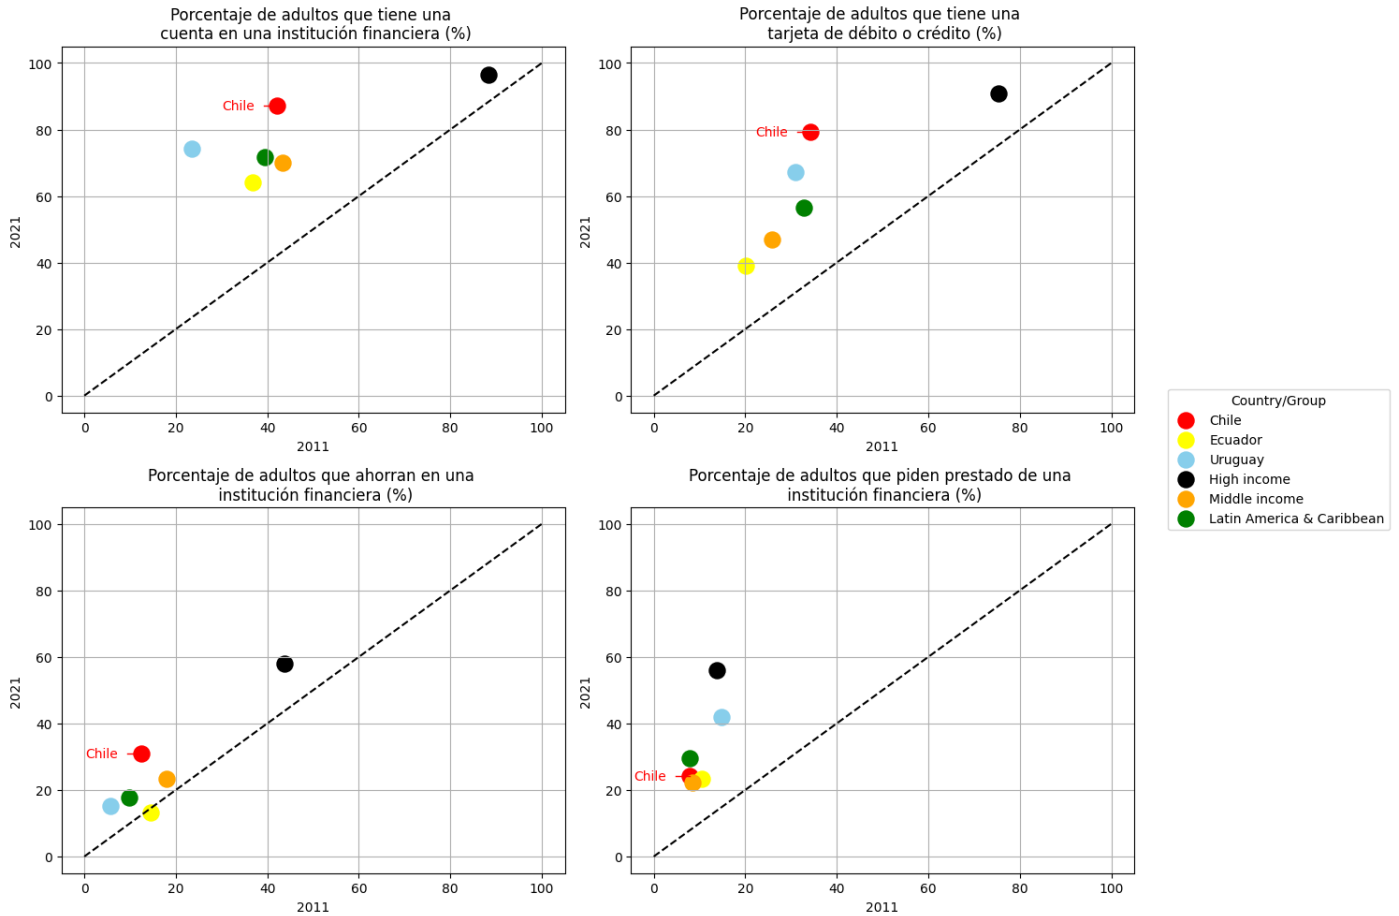 Porcentaje de adultos que tiene una
cuenta en una institución financiera (%)
100
80
60
40
20
0
2021
Chile
0 20 40 60 80 100
2011
Porcentaje de adultos que tiene una
tarjeta de débito o crédito (%)
100
80
60
40
20
0
2021
Chile
0 20 40 60 80 100
2011
Porcentaje de adultos que ahorran en una
institución financiera (%)
100
80
60
40
20
0
2021
Chile
0 20 40 60 80 100
2011
Porcentaje de adultos que piden prestado de una
institución financiera (%)
100
80
60
40
20
0
2021
Chile
0 20 40 60 80 100
2011
Country/Group
Chile
Ecuador
Uruguay
High income
Middle income
Latin America & Caribbean